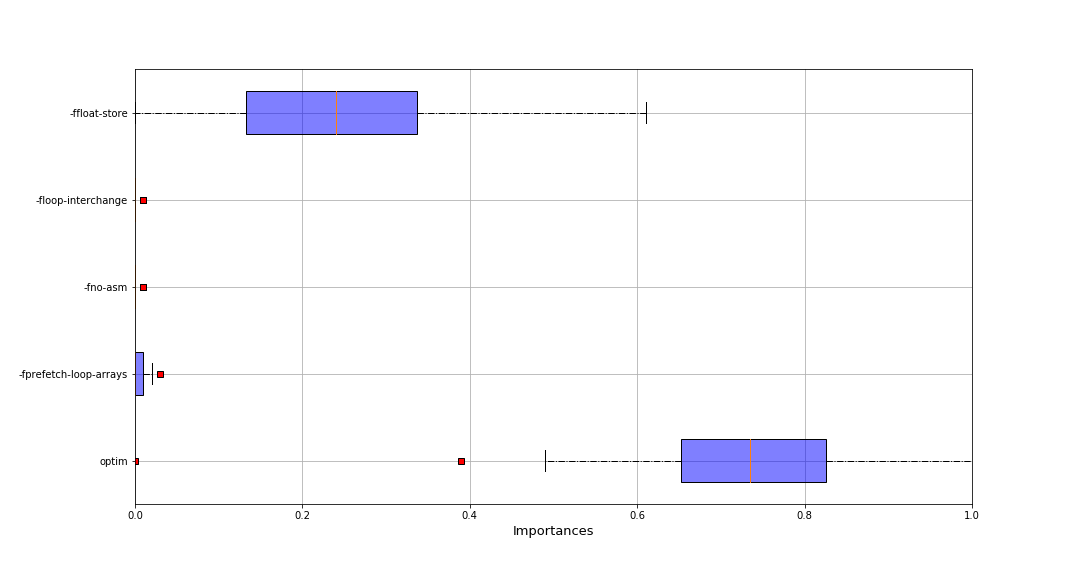 -ffloat-store
-floop-interchange
-fno-asm
-fprefetch-loop-arrays
optim
0.0 0.2 0.4 0.6 0.8 1.0
Importances